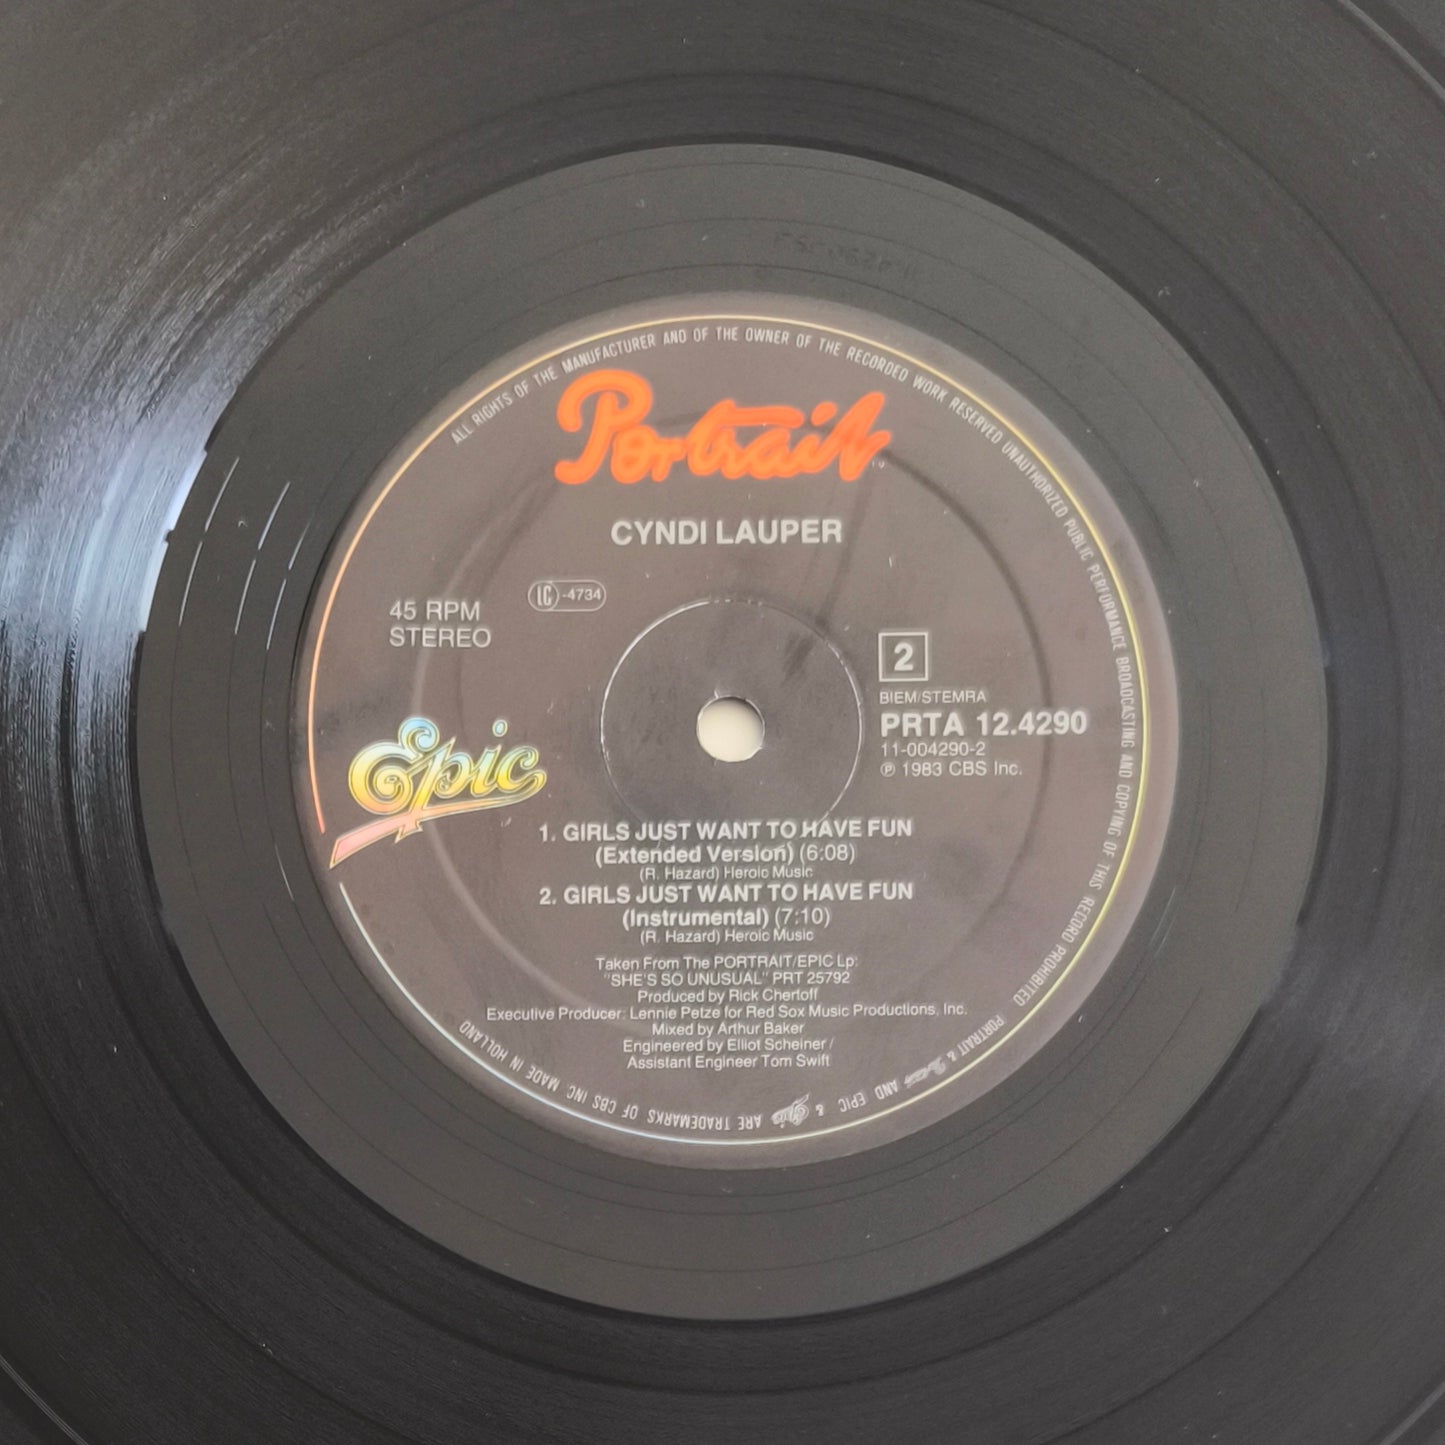 ALL RIGHTS OF THE MANUFACTURER AND OF THE OWNER OF THE RECORDED WORK RESERVED UNAUTHORIZED PUBLIC PERFORMANCE BROADCASTING AND COPYING OF THIS RECORD PROHIBITED
Portrait
CYNDI LAUPER
LC -4734
45 RPM
STEREO
2
BIEM/STEMRA
PRTA 12.4290
11-004290-2
℗ 1983 CBS Inc.
Epic
1. GIRLS JUST WANT TO HAVE FUN
(Extended Version) (6:08)
(R. Hazard) Heroic Music
2. GIRLS JUST WANT TO HAVE FUN
(Instrumental) (7:10)
(R. Hazard) Heroic Music
Taken From The PORTRAIT/EPIC Lp:
"SHE'S SO UNUSUAL" PRT 25792
Produced by Rick Chertoff
Executive Producer: Lennie Petze for Red Sox Music Productions, Inc.
Mixed by Arthur Baker
Engineered by Elliot Scheiner /
Assistant Engineer Tom Swift
PORTRAIT & Portrait AND EPIC & Epic ARE TRADEMARKS OF CBS INC. MADE IN HOLLAND